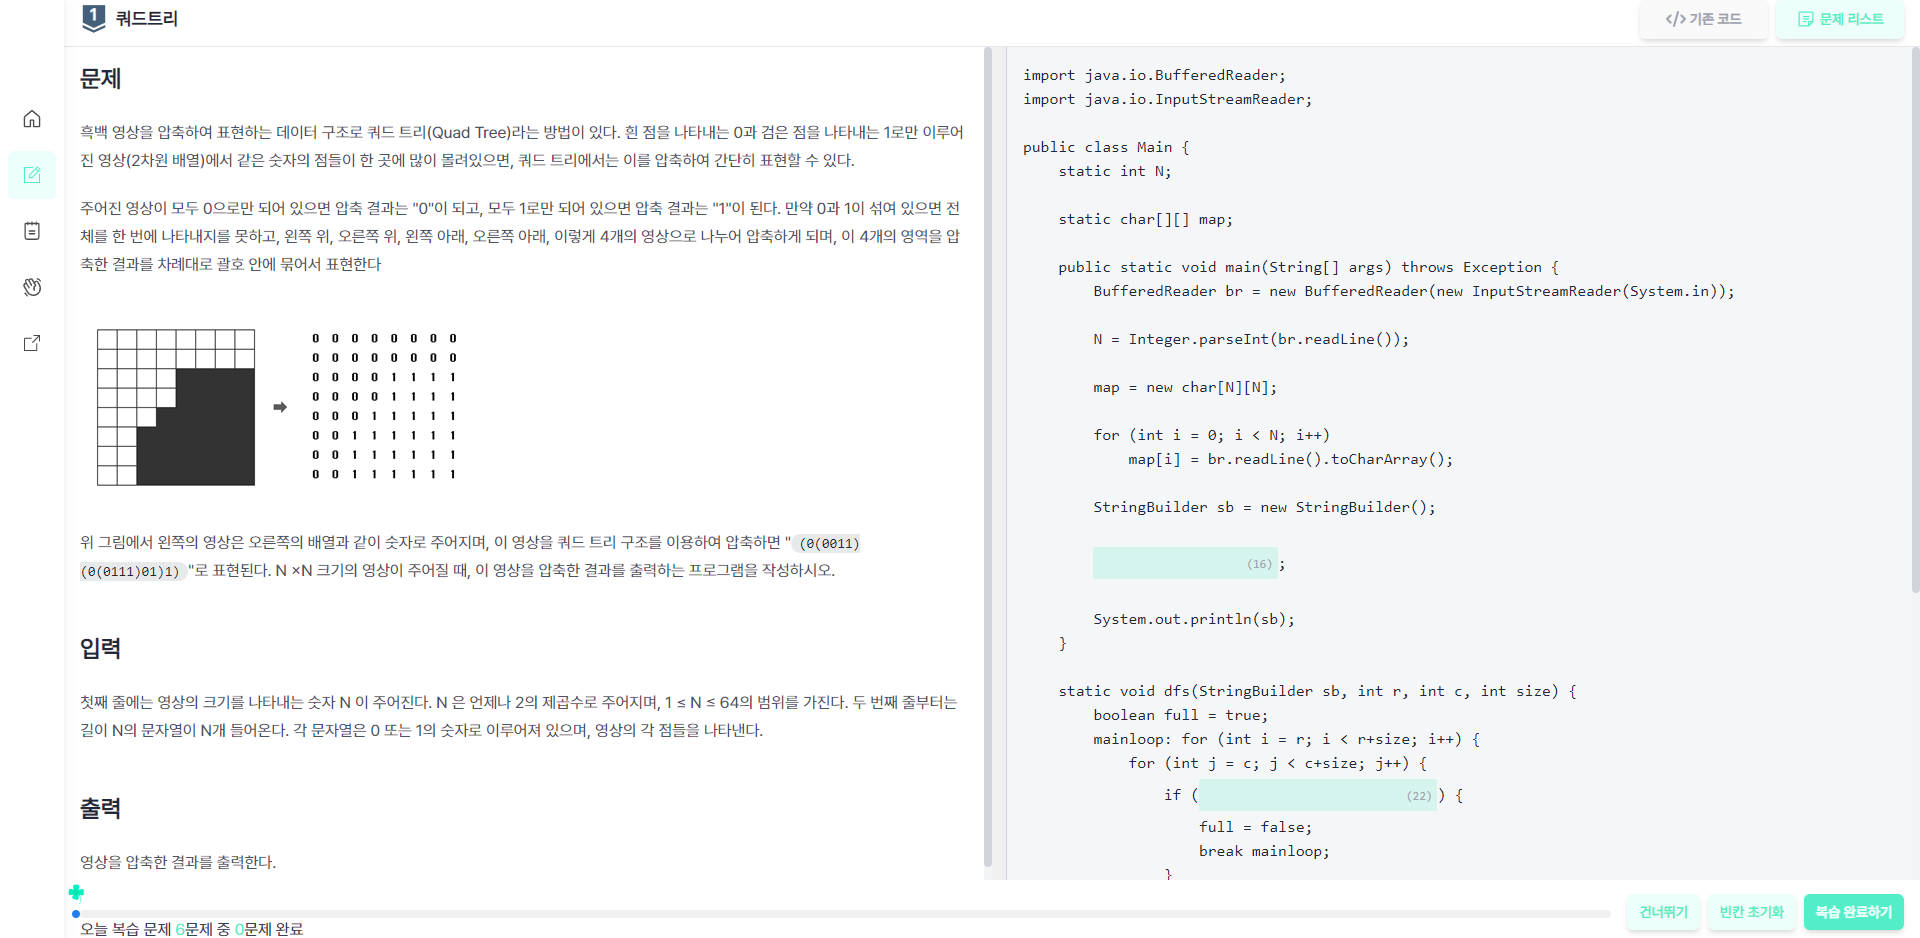 1 쿼드트리
</> 기존 코드
문제 리스트
문제
흑백 영상을 압축하여 표현하는 데이터 구조로 쿼드 트리(Quad Tree)라는 방법이 있다. 흰 점을 나타내는 0과 검은 점을 나타내는 1로만 이루어
진 영상(2차원 배열)에서 같은 숫자의 점들이 한 곳에 많이 몰려있으면, 쿼드 트리에서는 이를 압축하여 간단히 표현할 수 있다.
주어진 영상이 모두 0으로만 되어 있으면 압축 결과는 "0"이 되고, 모두 1로만 되어 있으면 압축 결과는 "1"이 된다. 만약 0과 1이 섞여 있으면 전
체를 한 번에 나타내지를 못하고, 왼쪽 위, 오른쪽 위, 왼쪽 아래, 오른쪽 아래, 이렇게 4개의 영상으로 나누어 압축하게 되며, 이 4개의 영역을 압
축한 결과를 차례대로 괄호 안에 묶어서 표현한다
0 0 0 0 0 0 0 0
0 0 0 0 0 0 0 0
0 0 0 0 1 1 1 1
0 0 0 0 1 1 1 1
0 0 0 1 1 1 1 1
0 0 1 1 1 1 1 1
0 0 1 1 1 1 1 1
0 0 1 1 1 1 1 1
위 그림에서 왼쪽의 영상은 오른쪽의 배열과 같이 숫자로 주어지며, 이 영상을 쿼드 트리 구조를 이용하여 압축하면 "(0(0011)
(0(0111)01)1)"로 표현된다. N ×N 크기의 영상이 주어질 때, 이 영상을 압축한 결과를 출력하는 프로그램을 작성하시오.
입력
첫째 줄에는 영상의 크기를 나타내는 숫자 N 이 주어진다. N 은 언제나 2의 제곱수로 주어지며, 1 ≤ N ≤ 64의 범위를 가진다. 두 번째 줄부터는
길이 N의 문자열이 N개 들어온다. 각 문자열은 0 또는 1의 숫자로 이루어져 있으며, 영상의 각 점들을 나타낸다.
출력
영상을 압축한 결과를 출력한다.
import java.io.BufferedReader;
import java.io.InputStreamReader;
public class Main {
static int N;
static char[][] map;
public static void main(String[] args) throws Exception {
BufferedReader br = new BufferedReader(new InputStreamReader(System.in));
N = Integer.parseInt(br.readLine());
map = new char[N][N];
for (int i = 0; i < N; i++)
map[i] = br.readLine().toCharArray();
StringBuilder sb = new StringBuilder();
(16) ;
System.out.println(sb);
}
static void dfs(StringBuilder sb, int r, int c, int size) {
boolean full = true;
mainloop: for (int i = r; i < r+size; i++) {
for (int j = c; j < c+size; j++) {
if ( (22) ) {
full = false;
break mainloop;
}
오늘 복습 문제 6문제 중 0문제 완료
건너뛰기
빈칸 초기화
복습 완료하기